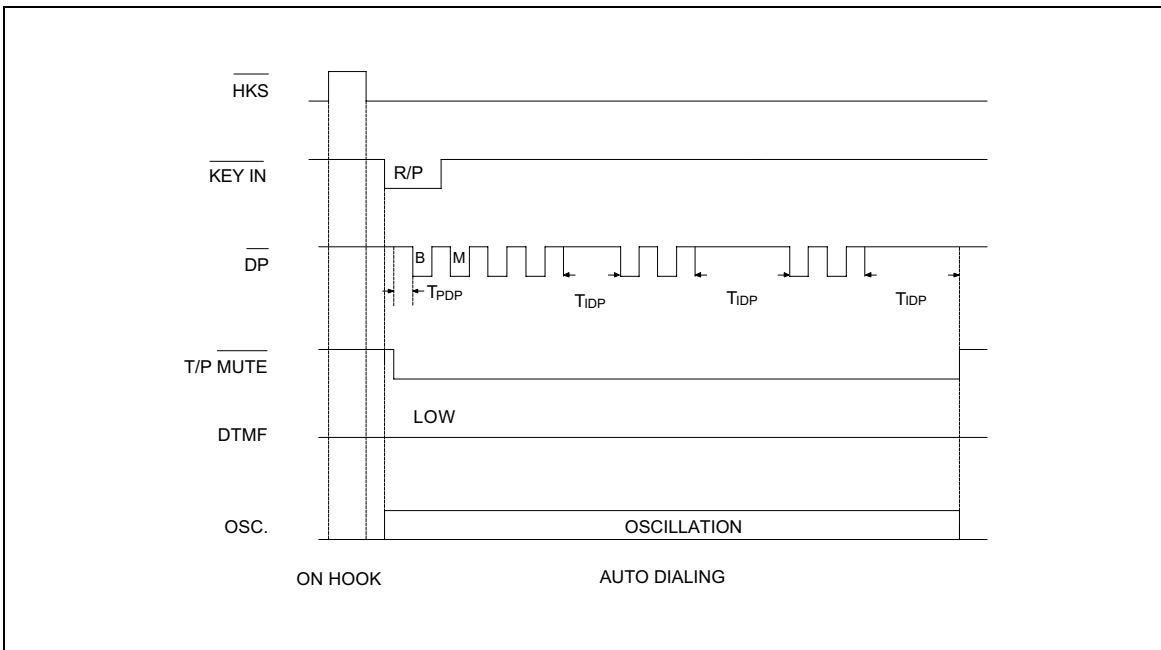 HKS
KEY IN
R/P
DP
B
M
TPDP
TIDP
TIDP
TIDP
T/P MUTE
LOW
DTMF
OSC.
OSCILLATION
ON HOOK
AUTO DIALING